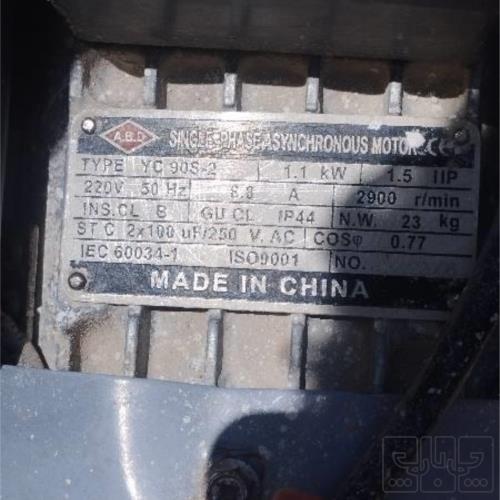 A.B.D SINGLE-PHASE ASYNCHRONOUS MOTOR CE
TYPE YC 90S-2 1.1 kW 1.5 HP
220V 50 Hz A 2900 r/min
INS.CL B GU CL IP44 N.W. 23 kg
ST C 2x100 uF/250 V.AC COSφ 0.77
IEC 60034-1 ISO9001 NO.
MADE IN CHINA